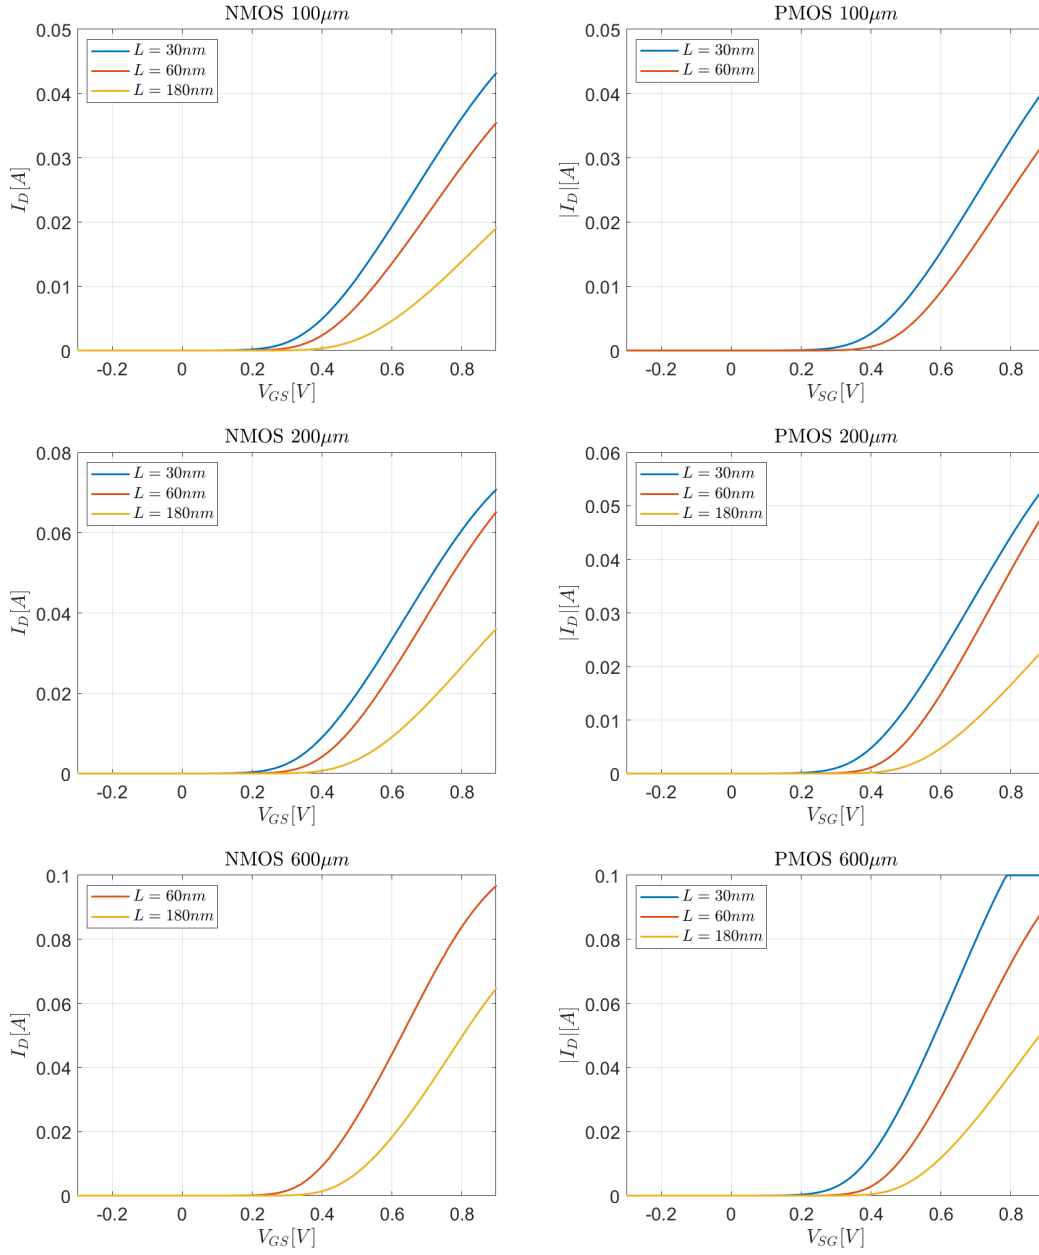 NMOS 100μm
0.05
0.04
0.03
0.02
0.01
0
I_D[A]
L = 30nm
L = 60nm
L = 180nm
-0.2 0 0.2 0.4 0.6 0.8
V_GS[V]
PMOS 100μm
0.05
0.04
0.03
0.02
0.01
0
|I_D|[A]
L = 30nm
L = 60nm
-0.2 0 0.2 0.4 0.6 0.8
V_SG[V]
NMOS 200μm
0.08
0.06
0.04
0.02
0
I_D[A]
L = 30nm
L = 60nm
L = 180nm
-0.2 0 0.2 0.4 0.6 0.8
V_GS[V]
PMOS 200μm
0.06
0.05
0.04
0.03
0.02
0.01
0
|I_D|[A]
L = 30nm
L = 60nm
L = 180nm
-0.2 0 0.2 0.4 0.6 0.8
V_SG[V]
NMOS 600μm
0.1
0.08
0.06
0.04
0.02
0
I_D[A]
L = 60nm
L = 180nm
-0.2 0 0.2 0.4 0.6 0.8
V_GS[V]
PMOS 600μm
0.1
0.08
0.06
0.04
0.02
0
|I_D|[A]
L = 30nm
L = 60nm
L = 180nm
-0.2 0 0.2 0.4 0.6 0.8
V_SG[V]